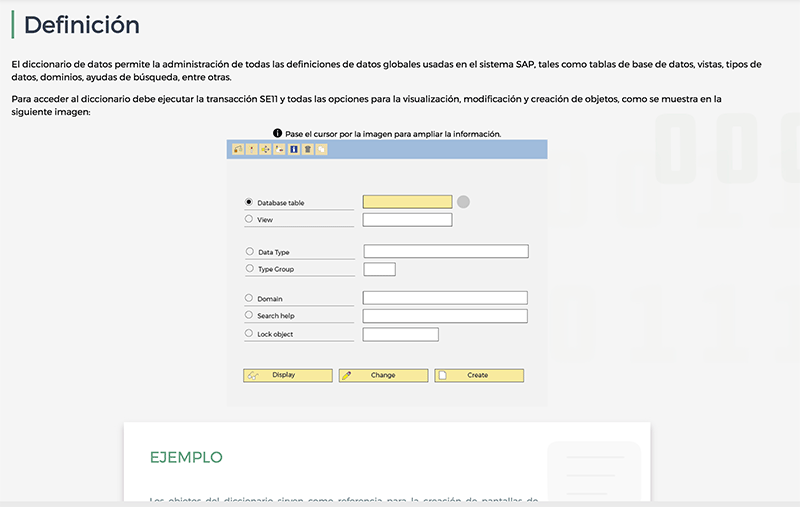 Definición
El diccionario de datos permite la administración de todas las definiciones de datos globales usadas en el sistema SAP, tales como tablas de base de datos, vistas, tipos de
datos, dominios, ayudas de búsqueda, entre otras.
Para acceder al diccionario debe ejecutar la transacción SE11 y todas las opciones para la visualización, modificación y creación de objetos, como se muestra en la
siguiente imagen:
Pase el cursor por la imagen para ampliar la información.
Database table
View
Data Type
Type Group
Domain
Search help
Lock object
Display
Change
Create
EJEMPLO
Los objetos del diccionario sirven como referencia para la creación de pantallas de